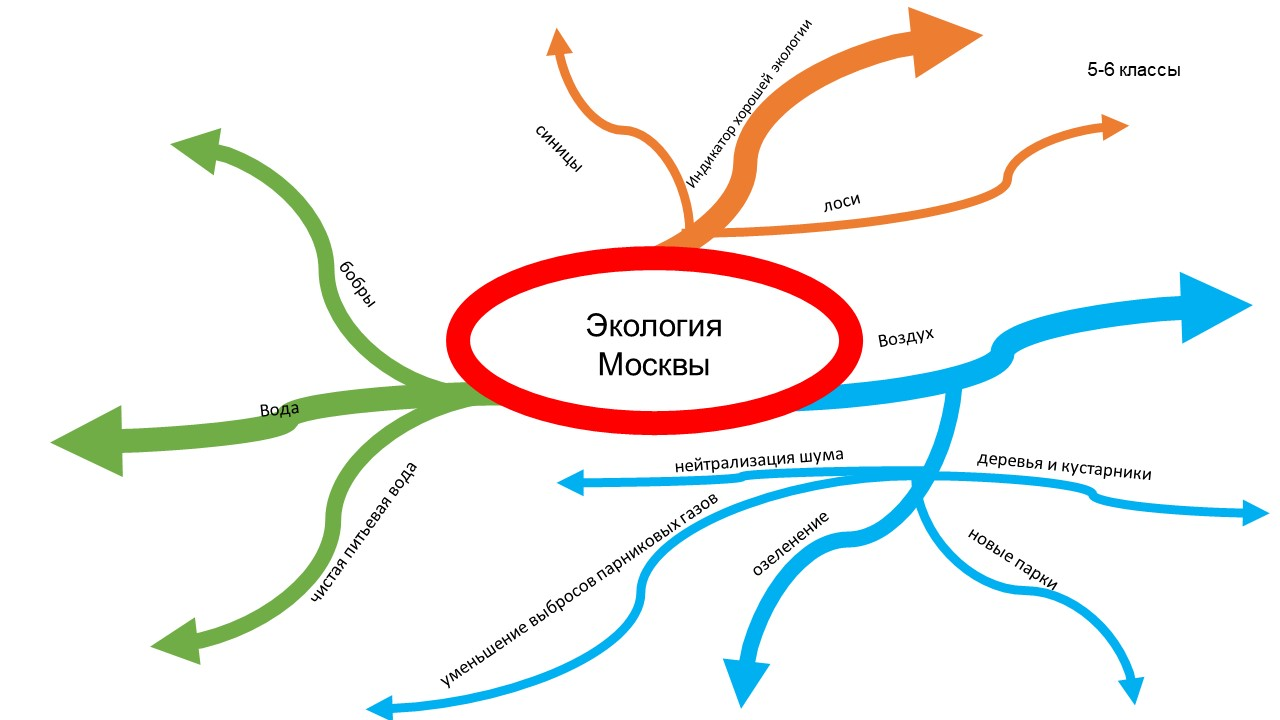 5-6 классы
Индикатор хорошей экологии
синицы
лоси
Экология
Москвы
Воздух
бобры
Вода
чистая питьевая вода
нейтрализация шума
деревья и кустарники
уменьшение выбросов парниковых газов
озеленение
новые парки